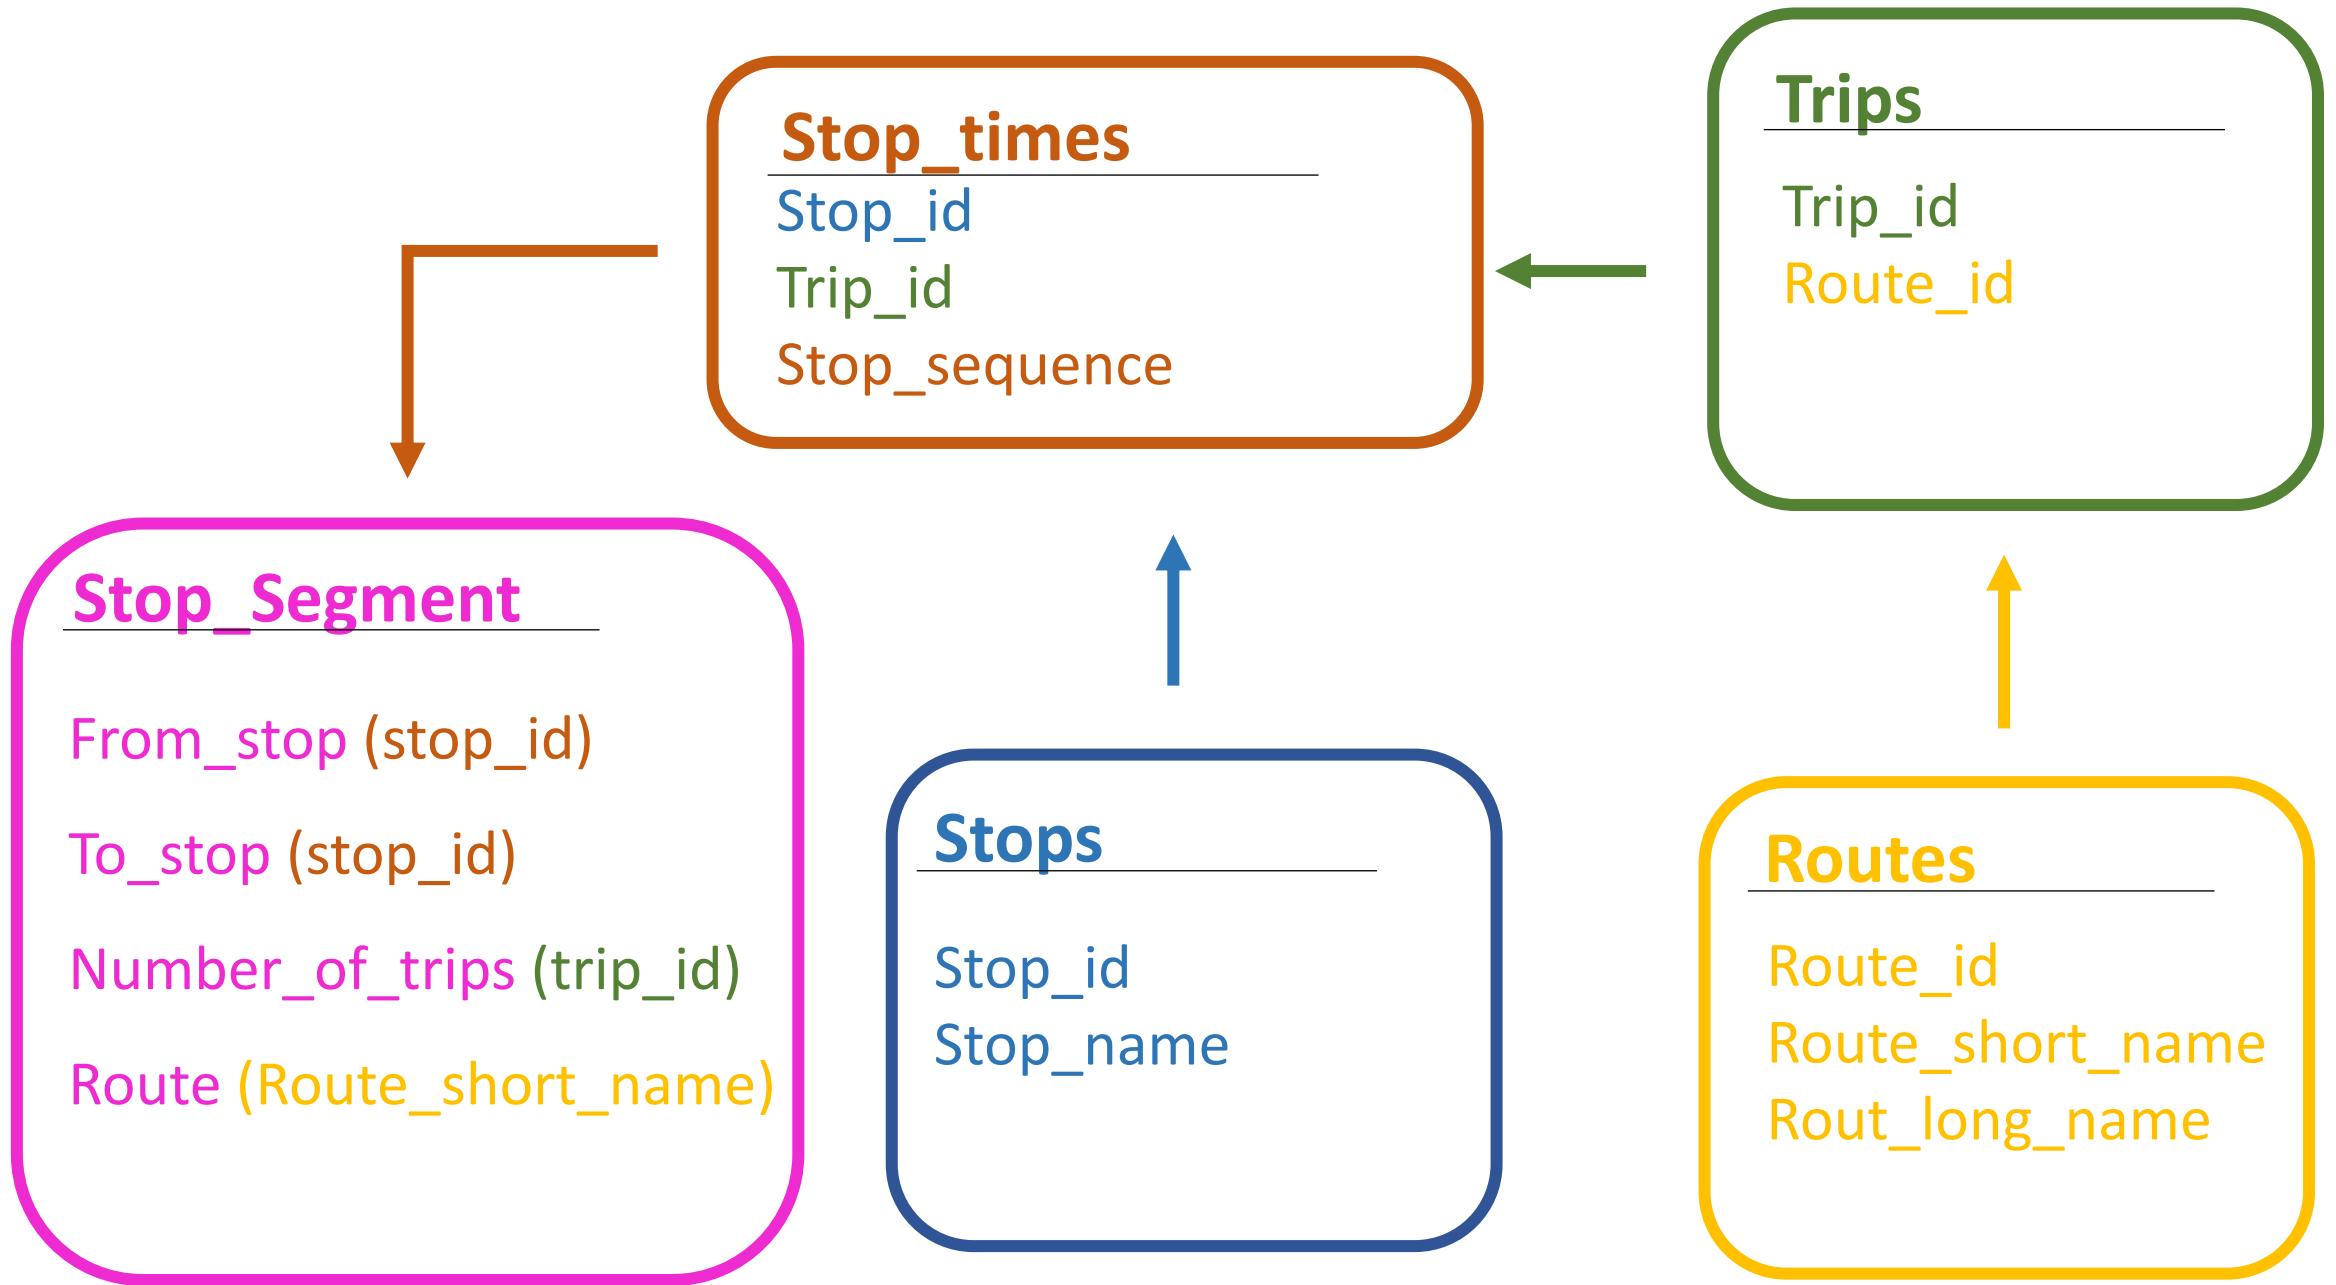 Stop_times
Stop_id
Trip_id
Stop_sequence
Trips
Trip_id
Route_id
Stop_Segment
From_stop (stop_id)
To_stop (stop_id)
Number_of_trips (trip_id)
Route (Route_short_name)
Stops
Stop_id
Stop_name
Routes
Route_id
Route_short_name
Rout_long_name